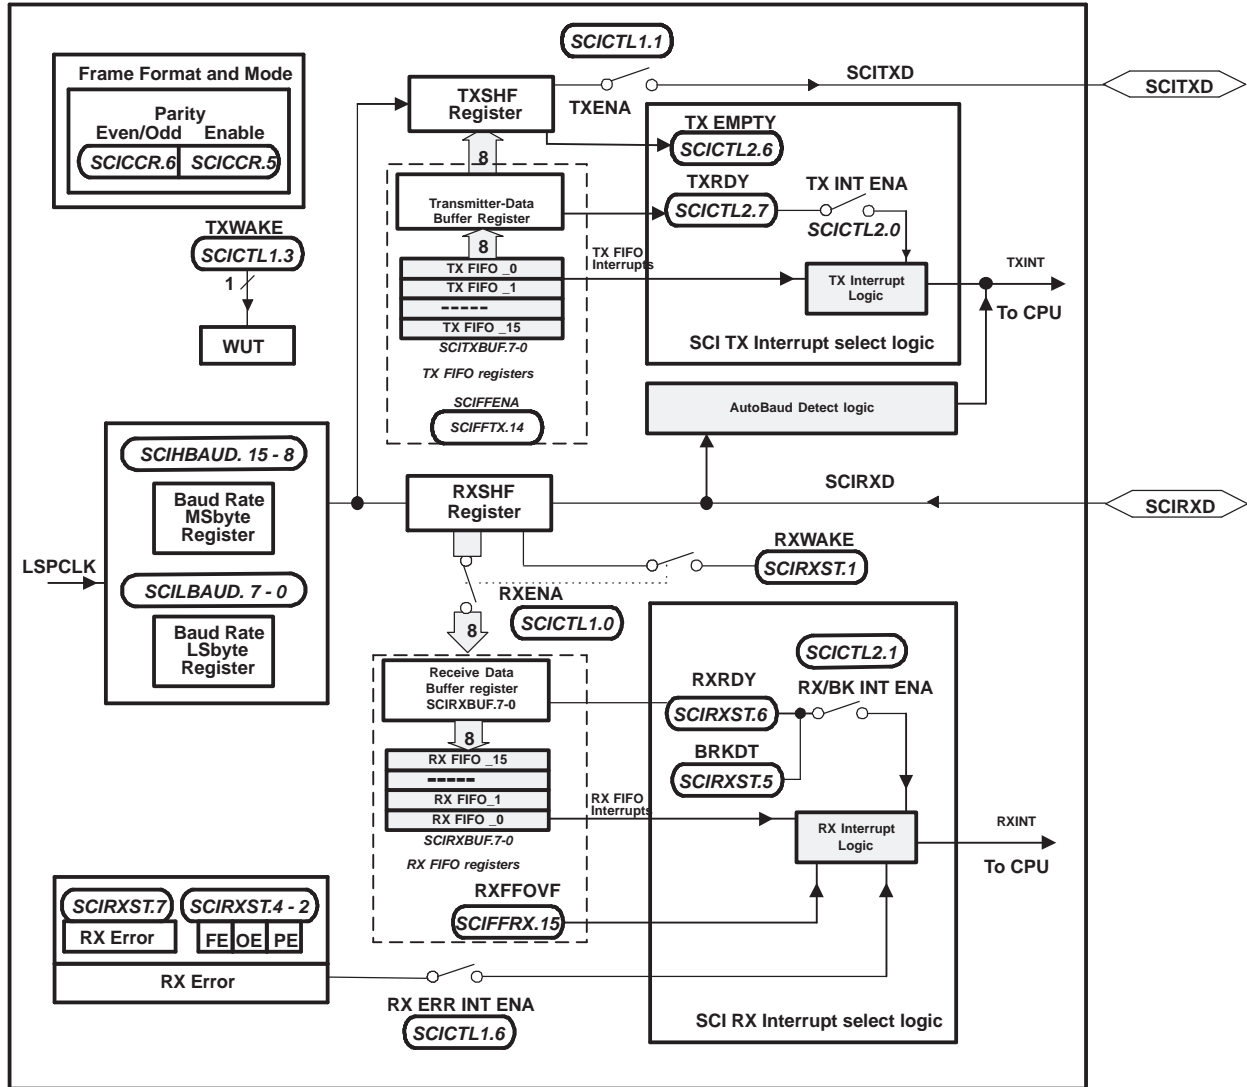 SCICTL1.1
Frame Format and Mode
Parity
Even/Odd Enable
SCICCR.6 SCICCR.5
TXSHF
Register
TXENA
SCITXD
SCITXD
8
TX EMPTY
SCICTL2.6
TXRDY
SCICTL2.7
TX INT ENA
SCICTL2.0
Transmitter-Data
Buffer Register
8
TXWAKE
SCICTL1.3
1
WUT
TX FIFO _0
TX FIFO _1
-----
TX FIFO _15
SCITXBUF.7-0
TX FIFO registers
SCIFFENA
SCIFFTX.14
TX FIFO
Interrupts
TX Interrupt
Logic
TXINT
To CPU
SCI TX Interrupt select logic
AutoBaud Detect logic
SCIHBAUD. 15 - 8
Baud Rate
MSbyte
Register
LSPCLK
SCILBAUD. 7 - 0
Baud Rate
LSbyte
Register
RXSHF
Register
SCIRXD
SCIRXD
RXWAKE
SCIRXST.1
RXENA
SCICTL1.0
8
Receive Data
Buffer register
SCIRXBUF.7-0
8
RX FIFO _15
-----
RX FIFO_1
RX FIFO _0
SCIRXBUF.7-0
RX FIFO registers
RXFFOVF
SCIFFRX.15
RX FIFO
Interrupts
SCICTL2.1
RXRDY
RX/BK INT ENA
SCIRXST.6
BRKDT
SCIRXST.5
RX Interrupt
Logic
RXINT
To CPU
SCI RX Interrupt select logic
SCIRXST.7 SCIRXST.4 - 2
RX Error FE OE PE
RX Error
RX ERR INT ENA
SCICTL1.6